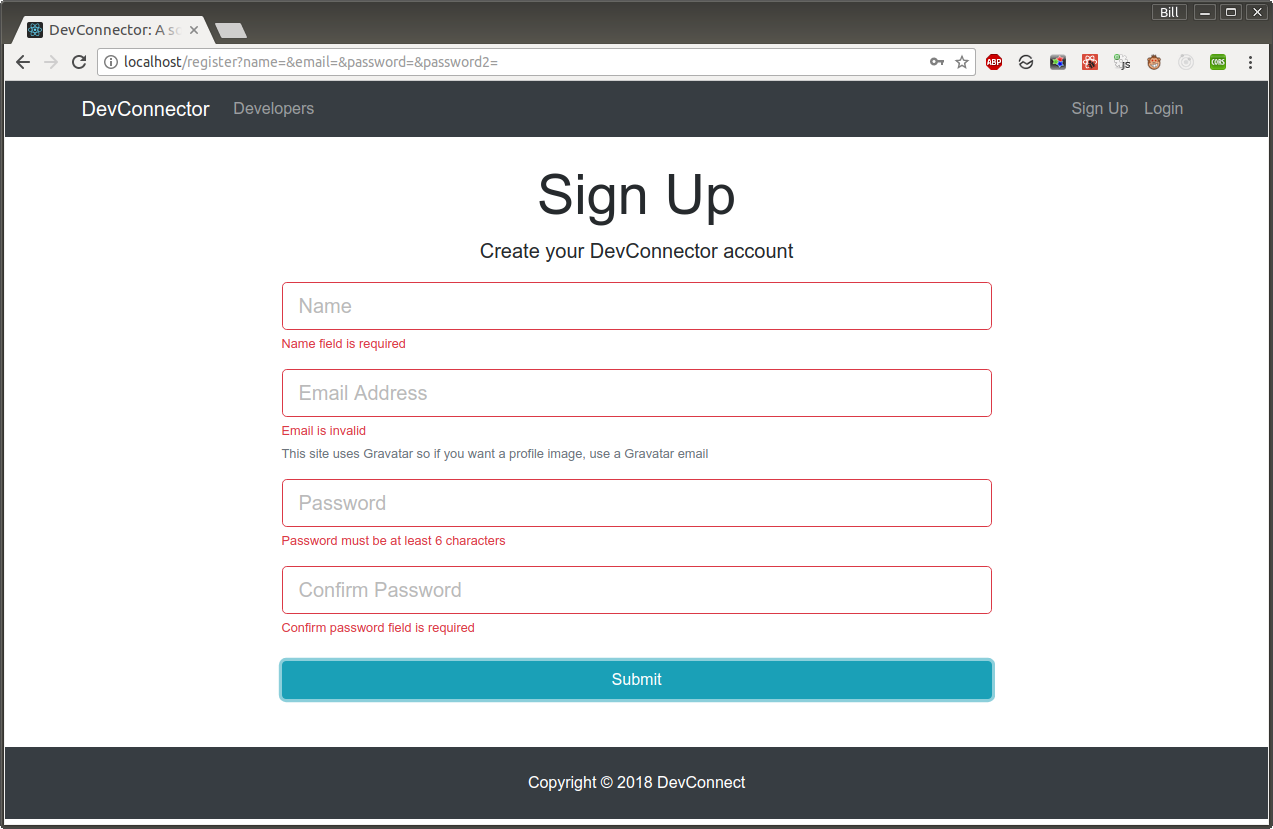 Bill
DevConnector: A sc
localhost/register?name=&email=&password=&password2=
ABP
JS
CORS
DevConnector Developers Sign Up Login
Sign Up
Create your DevConnector account
Name
Name field is required
Email Address
Email is invalid
This site uses Gravatar so if you want a profile image, use a Gravatar email
Password
Password must be at least 6 characters
Confirm Password
Confirm password field is required
Submit
Copyright © 2018 DevConnect